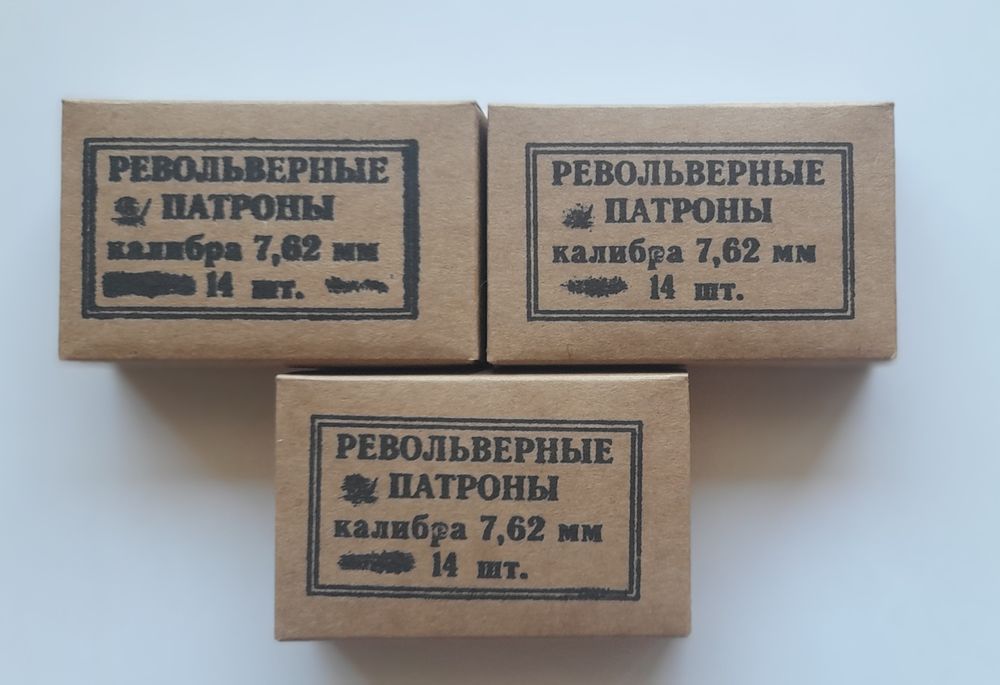 РЕВОЛЬВЕРНЫЕ
ПАТРОНЫ
калибра 7,62 мм
14 шт.
РЕВОЛЬВЕРНЫЕ
ПАТРОНЫ
калибра 7,62 мм
14 шт.
РЕВОЛЬВЕРНЫЕ
ПАТРОНЫ
калибра 7,62 мм
14 шт.